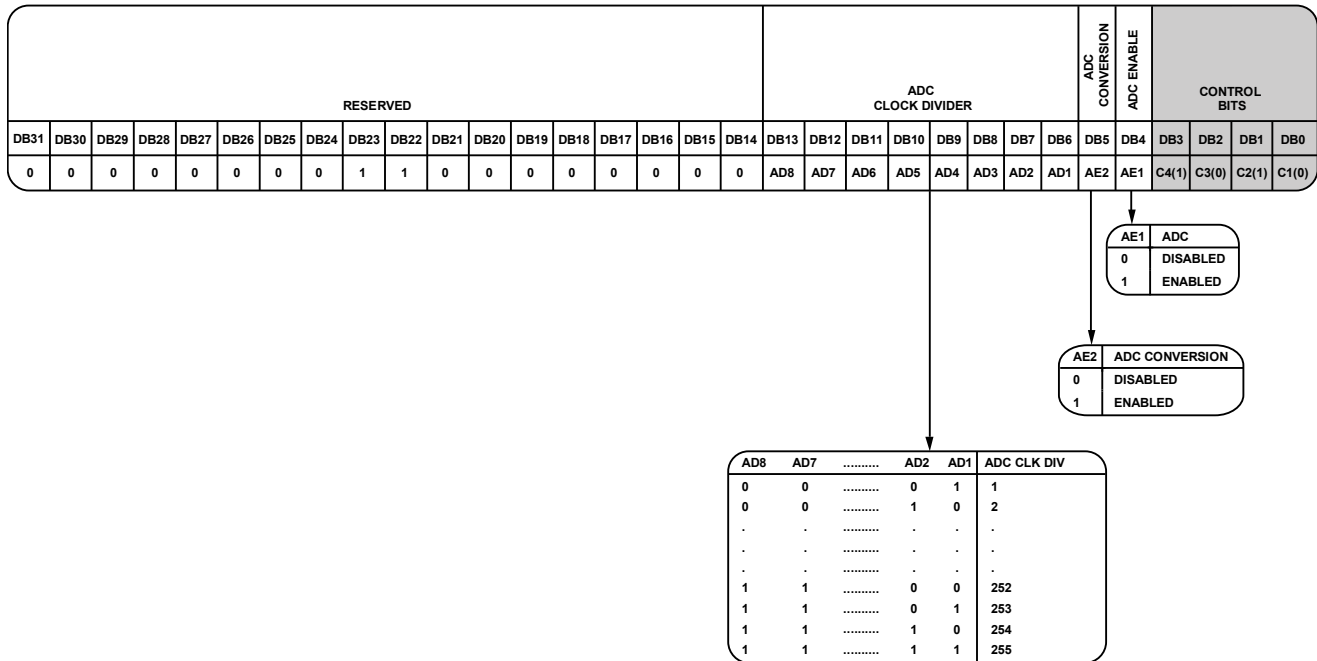 RESERVED
ADC
CLOCK DIVIDER
ADC
CONVERSION
ADC ENABLE
CONTROL
BITS
DB31 DB30 DB29 DB28 DB27 DB26 DB25 DB24 DB23 DB22 DB21 DB20 DB19 DB18 DB17 DB16 DB15 DB14 DB13 DB12 DB11 DB10 DB9 DB8 DB7 DB6 DB5 DB4 DB3 DB2 DB1 DB0
0 0 0 0 0 0 0 0 1 1 0 0 0 0 0 0 0 0 AD8 AD7 AD6 AD5 AD4 AD3 AD2 AD1 AE2 AE1 C4(1) C3(0) C2(1) C1(0)
AE1 ADC
0 DISABLED
1 ENABLED
AE2 ADC CONVERSION
0 DISABLED
1 ENABLED
AD8 AD7 .......... AD2 AD1 ADC CLK DIV
0 0 .......... 0 1 1
0 0 .......... 1 0 2
. . .......... . . .
. . .......... . . .
. . .......... . . .
1 1 .......... 0 0 252
1 1 .......... 0 1 253
1 1 .......... 1 0 254
1 1 .......... 1 1 255